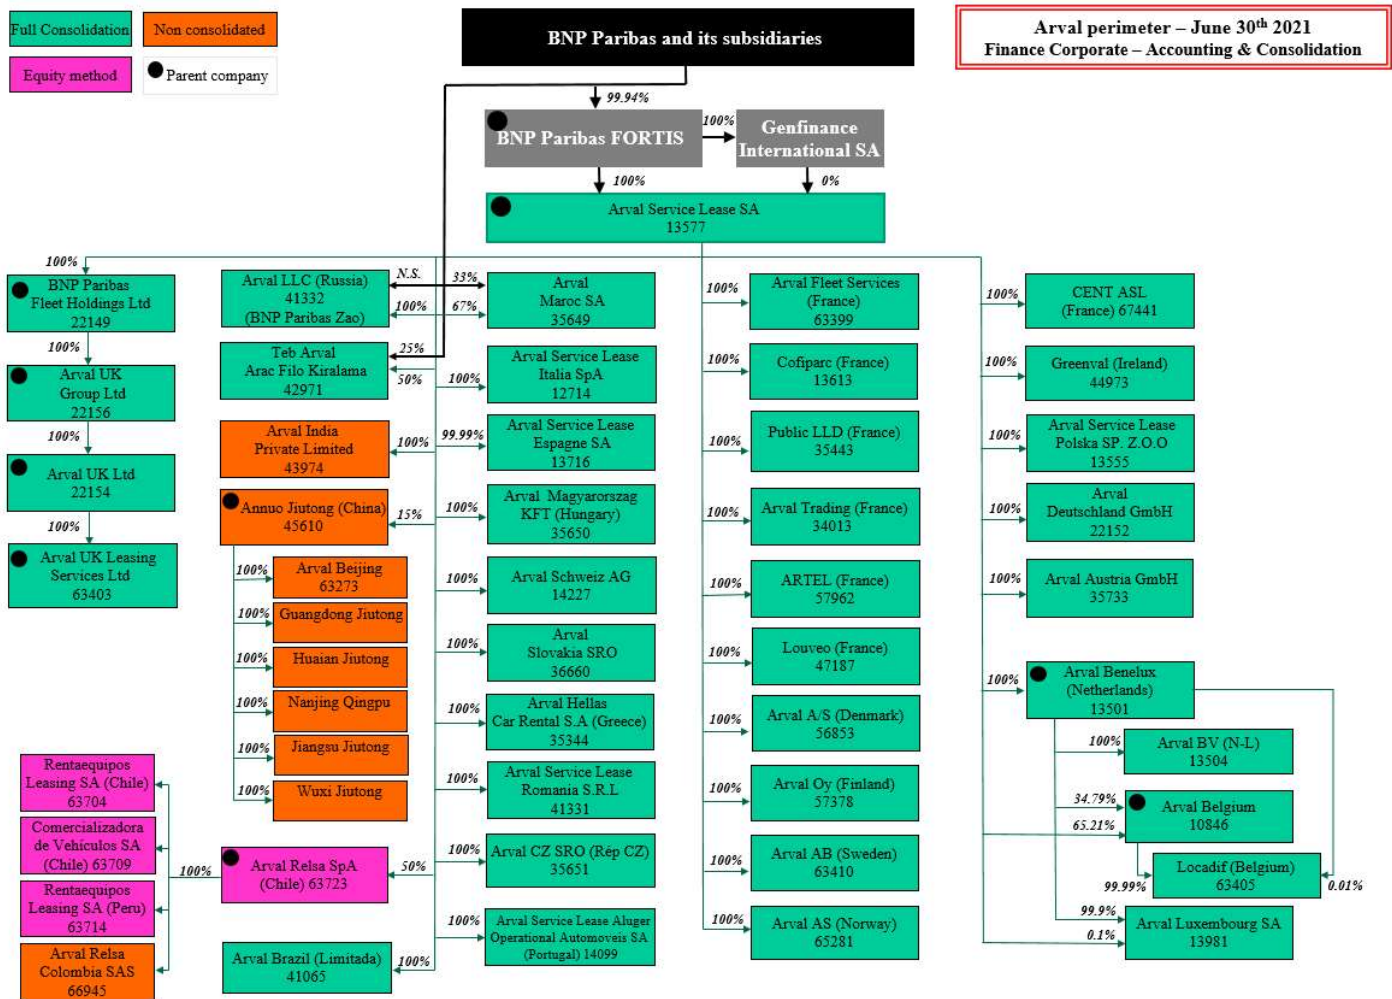 Full Consolidation
Non consolidated
Equity method
Parent company
BNP Paribas and its subsidiaries
Arval perimeter – June 30th 2021
Finance Corporate – Accounting & Consolidation
99.94%
BNP Paribas FORTIS
100%
Genfinance
International SA
100%
0%
Arval Service Lease SA
13577
100%
BNP Paribas
Fleet Holdings Ltd
22149
100%
Arval UK
Group Ltd
22156
100%
Arval UK Ltd
22154
100%
Arval UK Leasing
Services Ltd
63403
Arval LLC (Russia)
41332
(BNP Paribas Zao)
N.S.
100%
Teb Arval
Arac Filo Kiralama
42971
25%
50%
Arval India
Private Limited
43974
100%
Annuo Jiutong (China)
45610
15%
100%
Arval Beijing
63273
100%
Guangdong Jiutong
100%
Huaian Jiutong
100%
Nanjing Qingpu
100%
Jiangsu Jiutong
100%
Wuxi Jiutong
Rentaequipos
Leasing SA (Chile)
63704
Comercializadora
de Vehículos SA
(Chile) 63709
Rentaequipos
Leasing SA (Peru)
63714
Arval Relsa
Colombia SAS
66945
100%
Arval Relsa SpA
(Chile) 63723
50%
Arval Brazil (Limitada)
41065
100%
33%
67%
Arval
Maroc SA
35649
100%
Arval Service Lease
Italia SpA
12714
99.99%
Arval Service Lease
Espagne SA
13716
100%
Arval Magyarorszag
KFT (Hungary)
35650
100%
Arval Schweiz AG
14227
100%
Arval
Slovakia SRO
36660
100%
Arval Hellas
Car Rental S.A (Greece)
35344
100%
Arval Service Lease
Romania S.R.L
41331
100%
Arval CZ SRO (Rép CZ)
35651
100%
Arval Service Lease Aluger
Operational Automoveis SA
(Portugal) 14099
100%
Arval Fleet Services
(France)
63399
100%
Cofiparc (France)
13613
100%
Public LLD (France)
35443
100%
Arval Trading (France)
34013
100%
ARTEL (France)
57962
100%
Louveo (France)
47187
100%
Arval A/S (Denmark)
56853
100%
Arval Oy (Finland)
57378
100%
Arval AB (Sweden)
63410
100%
Arval AS (Norway)
65281
100%
CENT ASL
(France) 67441
100%
Greenval (Ireland)
44973
100%
Arval Service Lease
Polska SP. Z.O.O
13555
100%
Arval
Deutschland GmbH
22152
100%
Arval Austria GmbH
35733
100%
Arval Benelux
(Netherlands)
13501
100%
Arval BV (N-L)
13504
34.79%
65.21%
Arval Belgium
10846
99.99%
Locadif (Belgium)
63405
0.01%
99.9%
0.1%
Arval Luxembourg SA
13981